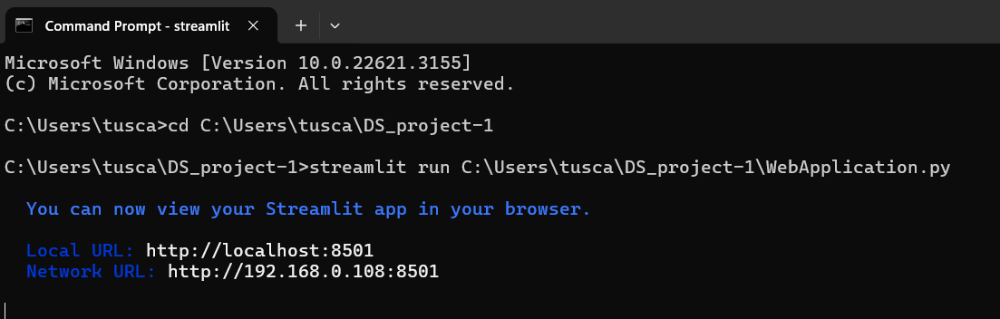 Command Prompt - streamlit
Microsoft Windows [Version 10.0.22621.3155]
(c) Microsoft Corporation. All rights reserved.
C:\Users\tusca>cd C:\Users\tusca\DS_project-1
C:\Users\tusca\DS_project-1>streamlit run C:\Users\tusca\DS_project-1\WebApplication.py
You can now view your Streamlit app in your browser.
Local URL: http://localhost:8501
Network URL: http://192.168.0.108:8501